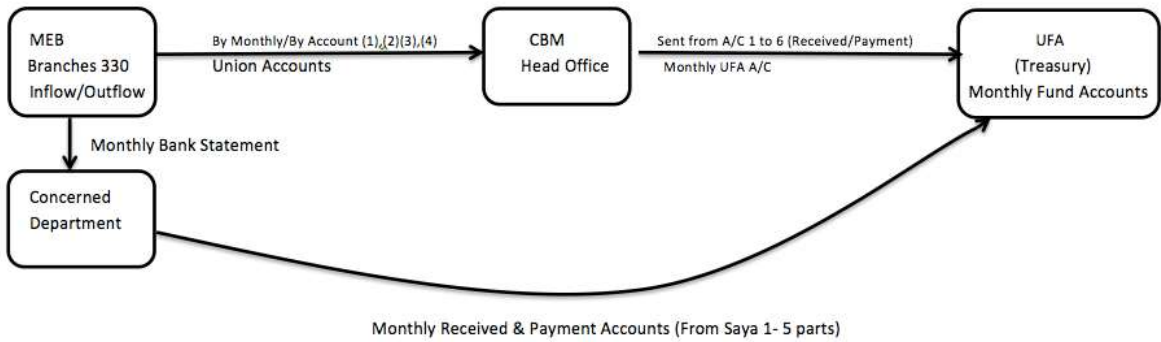 MEB
Branches 330
Inflow/Outflow
By Monthly/By Account (1),(2)(3),(4)
Union Accounts
CBM
Head Office
Sent from A/C 1 to 6 (Received/Payment)
Monthly UFA A/C
UFA
(Treasury)
Monthly Fund Accounts
Monthly Bank Statement
Concerned
Department
Monthly Received & Payment Accounts (From Saya 1- 5 parts)